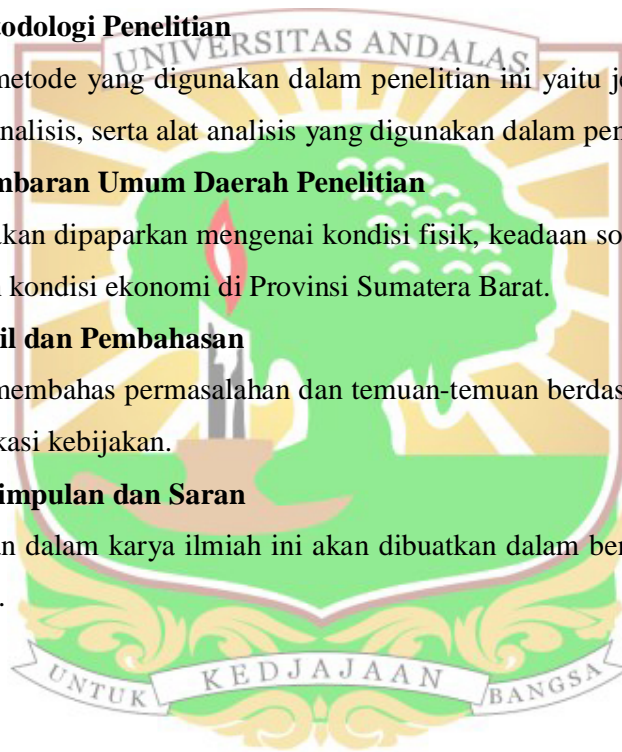 todologi Penelitian
UNIVERSITAS ANDALAS
metode yang digunakan dalam penelitian ini yaitu je
nalisis, serta alat analisis yang digunakan dalam pen
mbaran Umum Daerah Penelitian
akan dipaparkan mengenai kondisi fisik, keadaan so
kondisi ekonomi di Provinsi Sumatera Barat.
il dan Pembahasan
membahas permasalahan dan temuan-temuan berdas
kasi kebijakan.
impulan dan Saran
an dalam karya ilmiah ini akan dibuatkan dalam ben
.
UNTUK KEDJAJAAN BANGSA